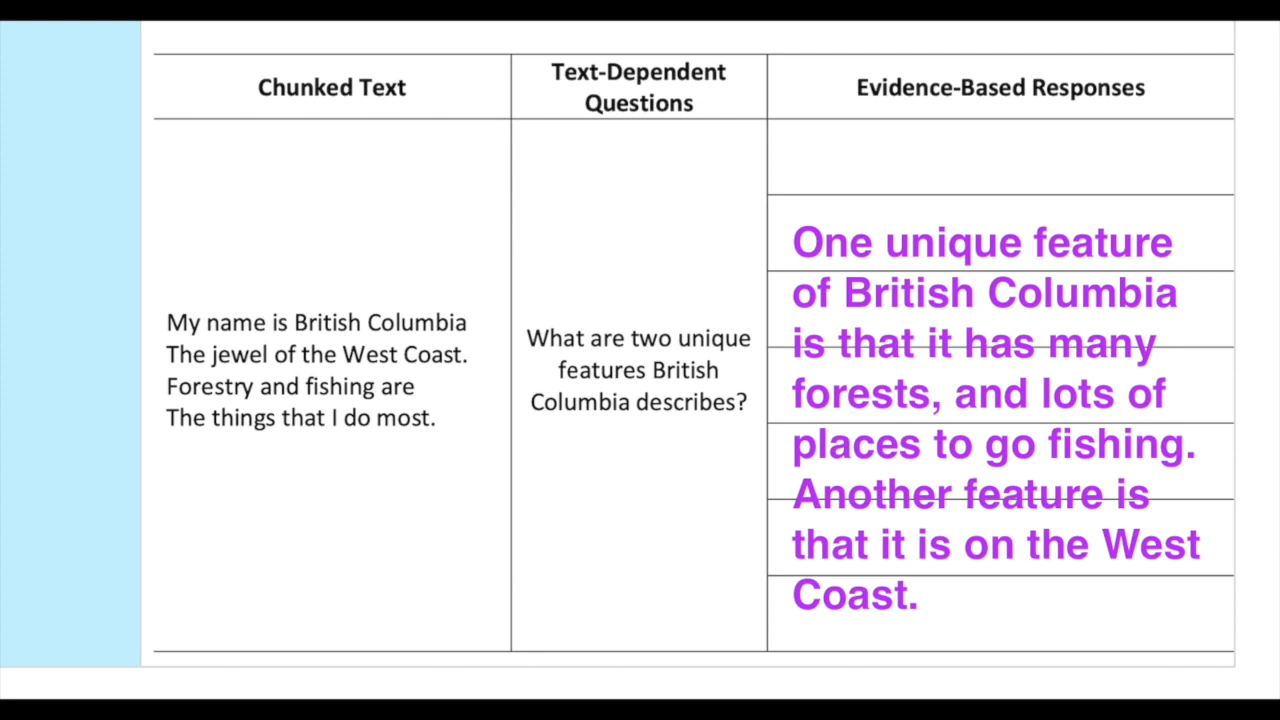 Chunked Text
Text-Dependent
Questions
Evidence-Based Responses
My name is British Columbia
The jewel of the West Coast.
Forestry and fishing are
The things that I do most.
What are two unique
features British
Columbia describes?
One unique feature
of British Columbia
is that it has many
forests, and lots of
places to go fishing.
Another feature is
that it is on the West
Coast.